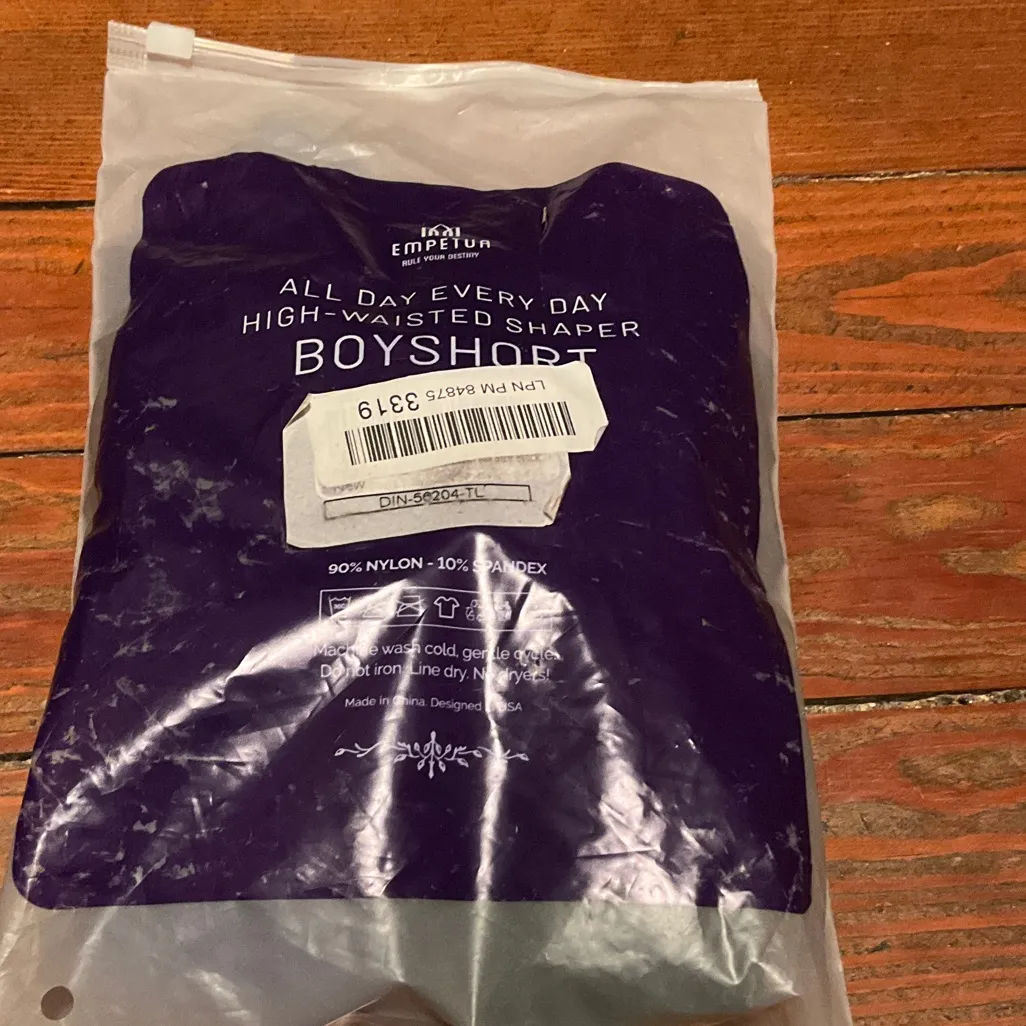 EMPETUA
RULE YOUR DESTINY
ALL DAY EVERY DAY
HIGH-WAISTED SHAPER
BOYSHORT
LPN PM 84875 3319
DIN-56204-TL
90% NYLON - 10% SPANDEX
Machine wash cold, gentle cycle.
Do not iron. Line dry. No dryers!
Made in China. Designed USA